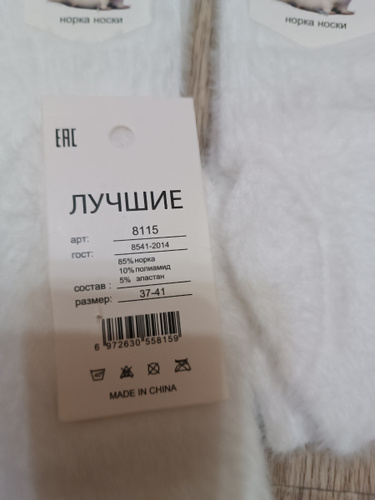 норка носки
норка носки
EAC
ЛУЧШИЕ
арт: 8115
гост: 8541-2014
85% норка
10% полиамид
состав : 5% эластан
размер: 37-41
6 972630 558159
MADE IN CHINA